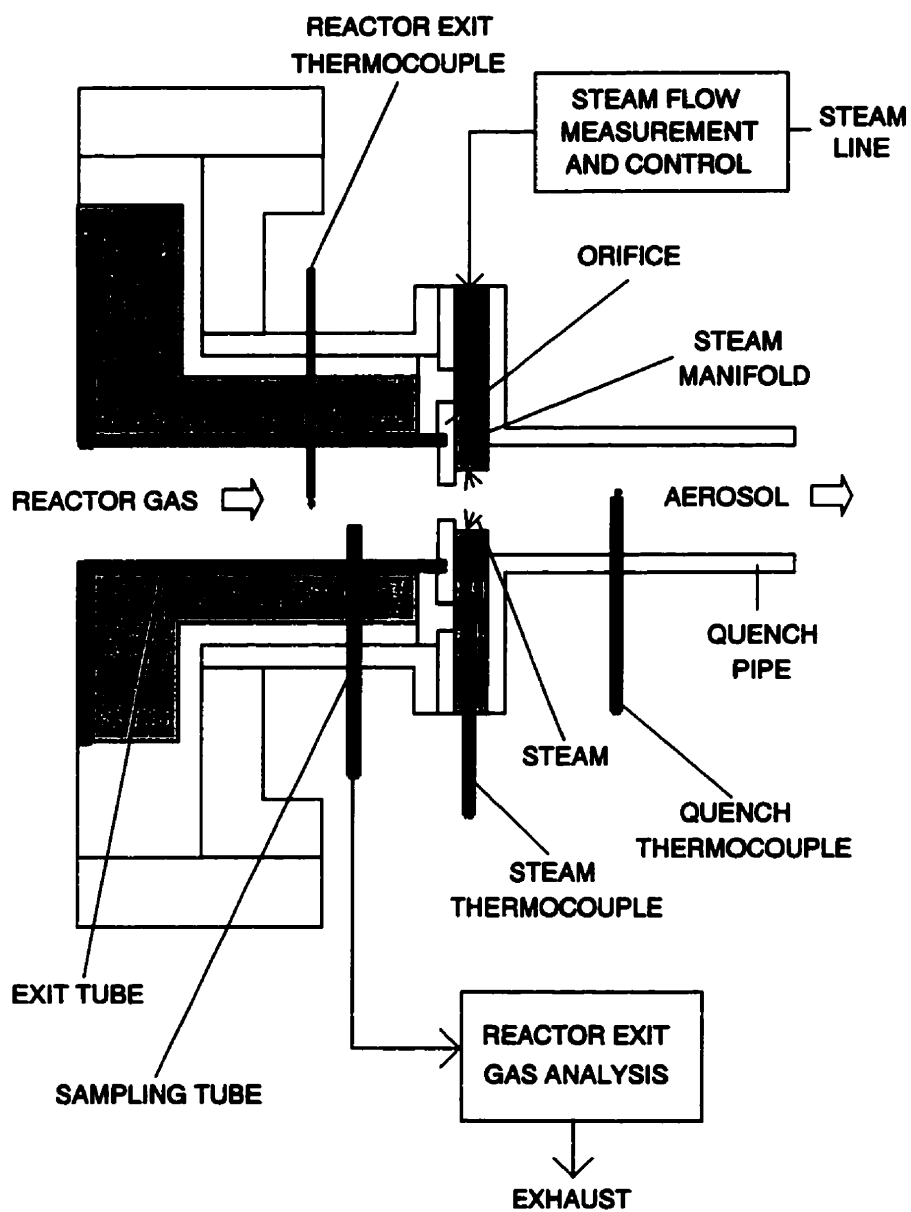 REACTOR EXIT
THERMOCOUPLE
STEAM FLOW
MEASUREMENT
AND CONTROL
STEAM
LINE
ORIFICE
STEAM
MANIFOLD
REACTOR GAS
AEROSOL
QUENCH
PIPE
STEAM
QUENCH
THERMOCOUPLE
STEAM
THERMOCOUPLE
EXIT TUBE
SAMPLING TUBE
REACTOR EXIT
GAS ANALYSIS
EXHAUST